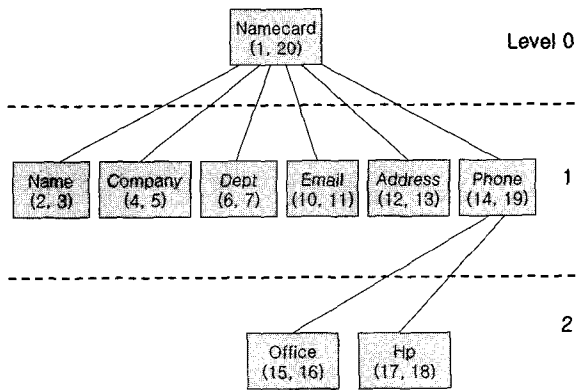 Namecard
(1, 20)
Level 0
Name
(2, 3)
Company
(4, 5)
Dept
(6, 7)
Email
(10, 11)
Address
(12, 13)
Phone
(14, 19)
1
2
Office
(15, 16)
Hp
(17, 18)